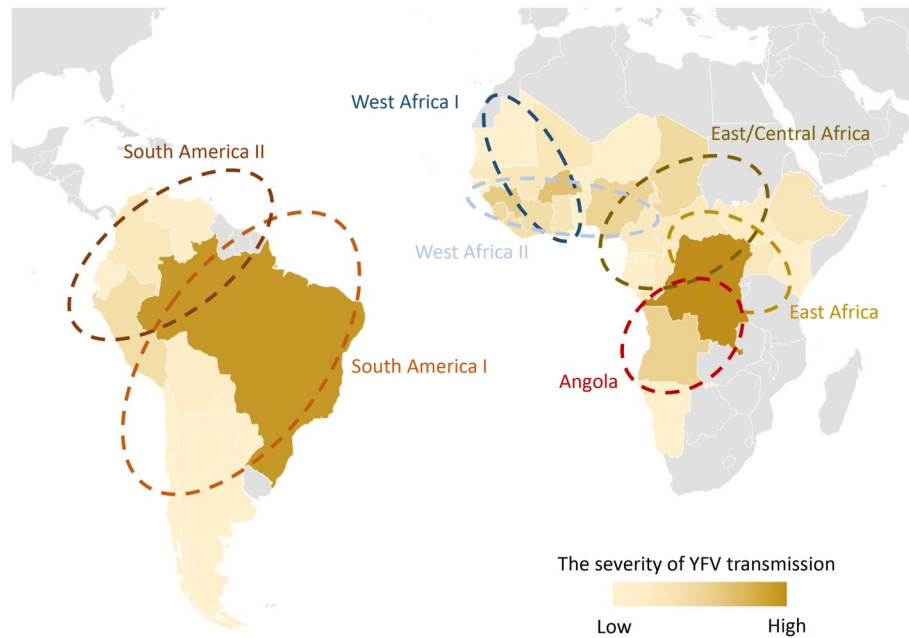 West Africa I
East/Central Africa
South America II
West Africa II
East Africa
South America I
Angola
The severity of YFV transmission
Low
High